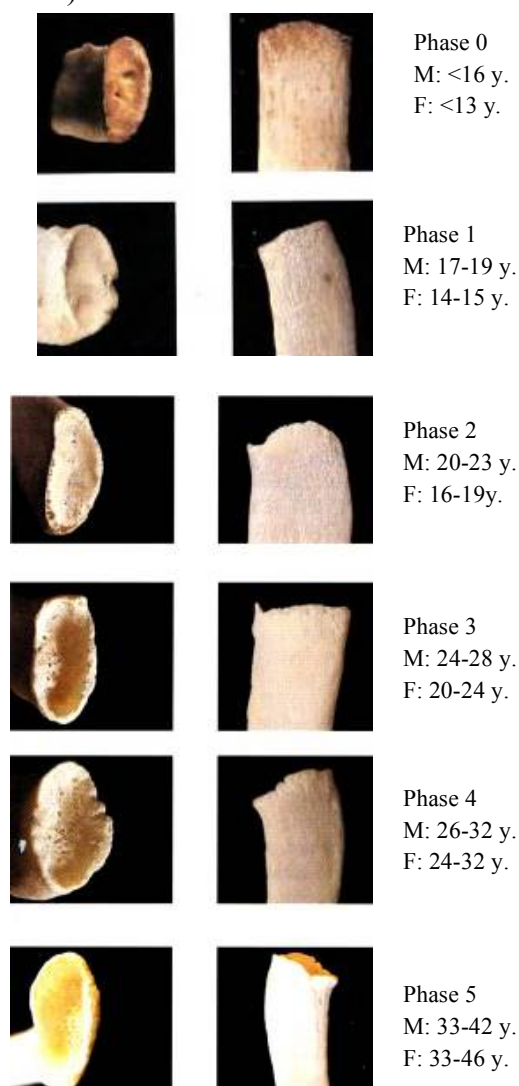 Phase 0
M: <16 y.
F: <13 y.
Phase 1
M: 17-19 y.
F: 14-15 y.
Phase 2
M: 20-23 y.
F: 16-19y.
Phase 3
M: 24-28 y.
F: 20-24 y.
Phase 4
M: 26-32 y.
F: 24-32 y.
Phase 5
M: 33-42 y.
F: 33-46 y.